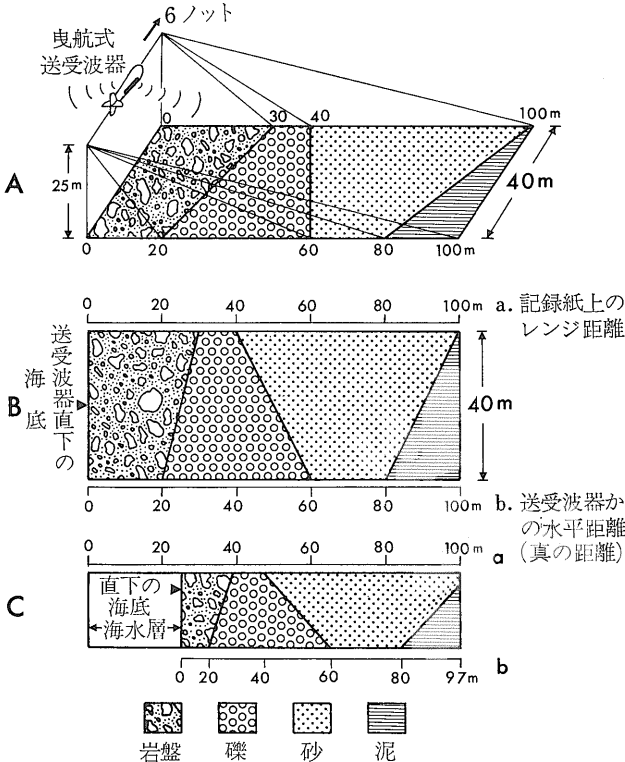 6ノット
曳航式
送受波器
0 30 40 100m
A
25m
40m
0 20 60 80 100m
0 20 40 60 80 100m
a. 記録紙上の
レンジ距離
送受波器直下の
海底
B
40m
0 20 40 60 80 100m
b. 送受波器か
の水平距離
(真の距離)
0 20 40 60 80 100m a
C
直下の
海底
海水層
0 20 40 60 80 97m b
岩盤 礫 砂 泥